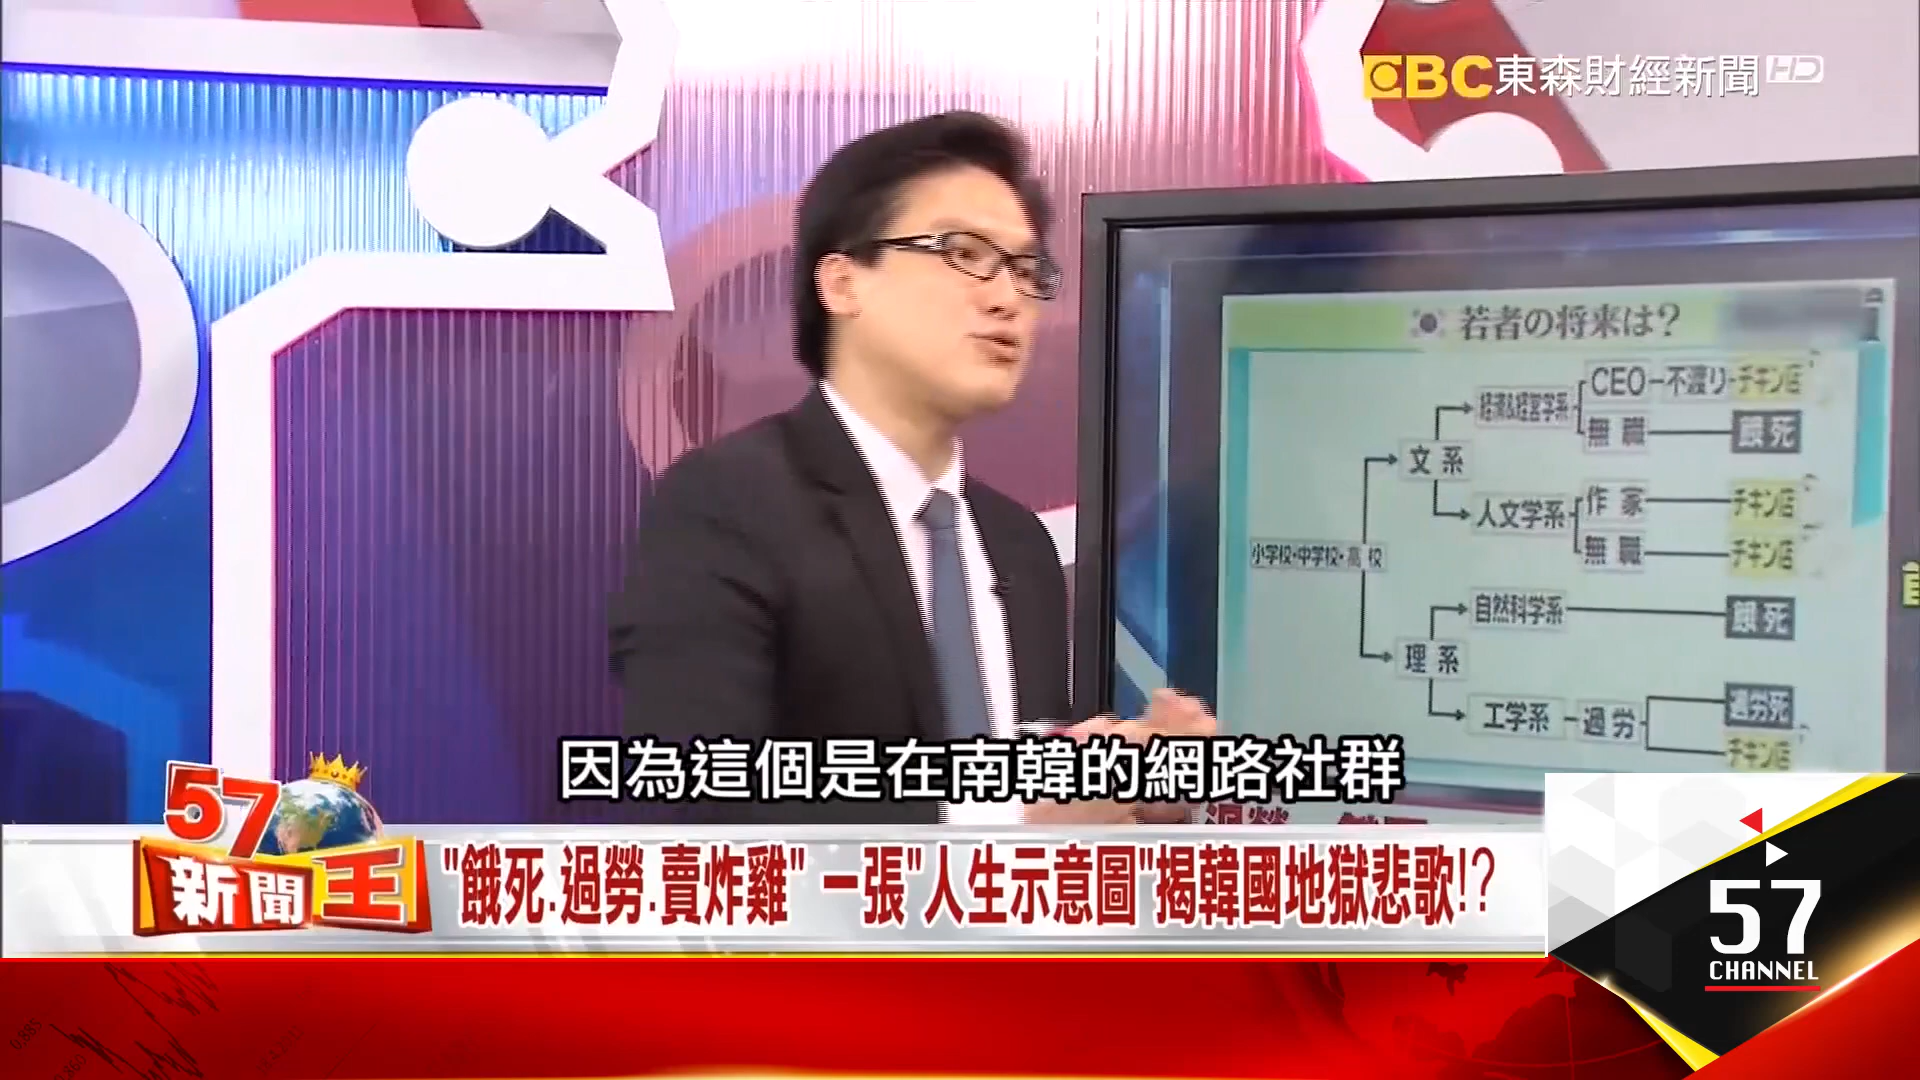 EBC東森財經新聞HD
若者の将来は?
経済&経営学系
CEO
不渡り
チキン店
無職
餓死
文系
人文学系
作家
チキン店
無職
チキン店
小学校・中学校・高校
自然科学系
餓死
理系
工学系
過労
過労死
チキン店
因為這個是在南韓的網路社群
57
新聞王
"餓死.過勞.賣炸雞" 一張"人生示意圖"揭韓國地獄悲歌!?
57
CHANNEL